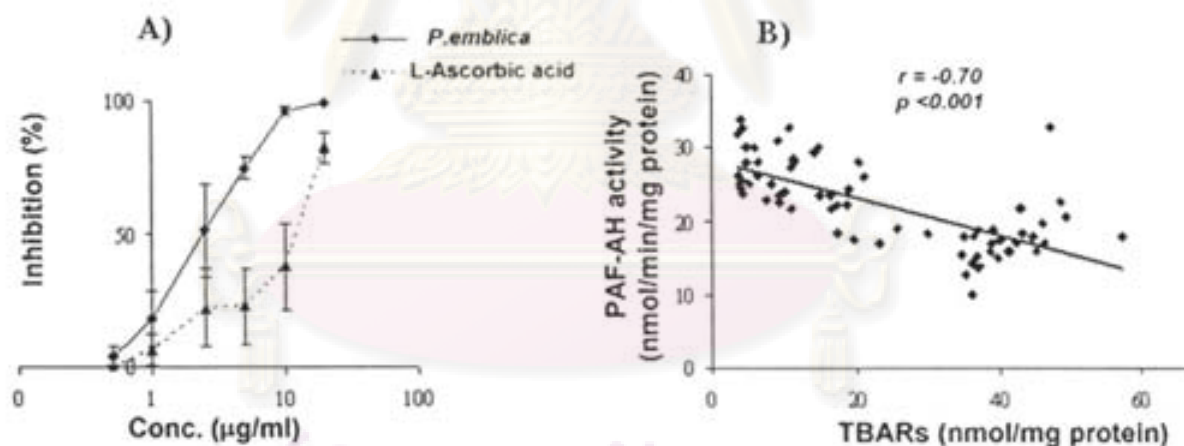 A)
P.emblica
L-Ascorbic acid
Inhibition (%)
100
50
0
0
1
10
100
Conc. (µg/ml)
B)
r = -0.70
p <0.001
PAF-AH activity
(nmol/min/mg protein)
40
30
20
10
0
0
20
40
60
TBARs (nmol/mg protein)